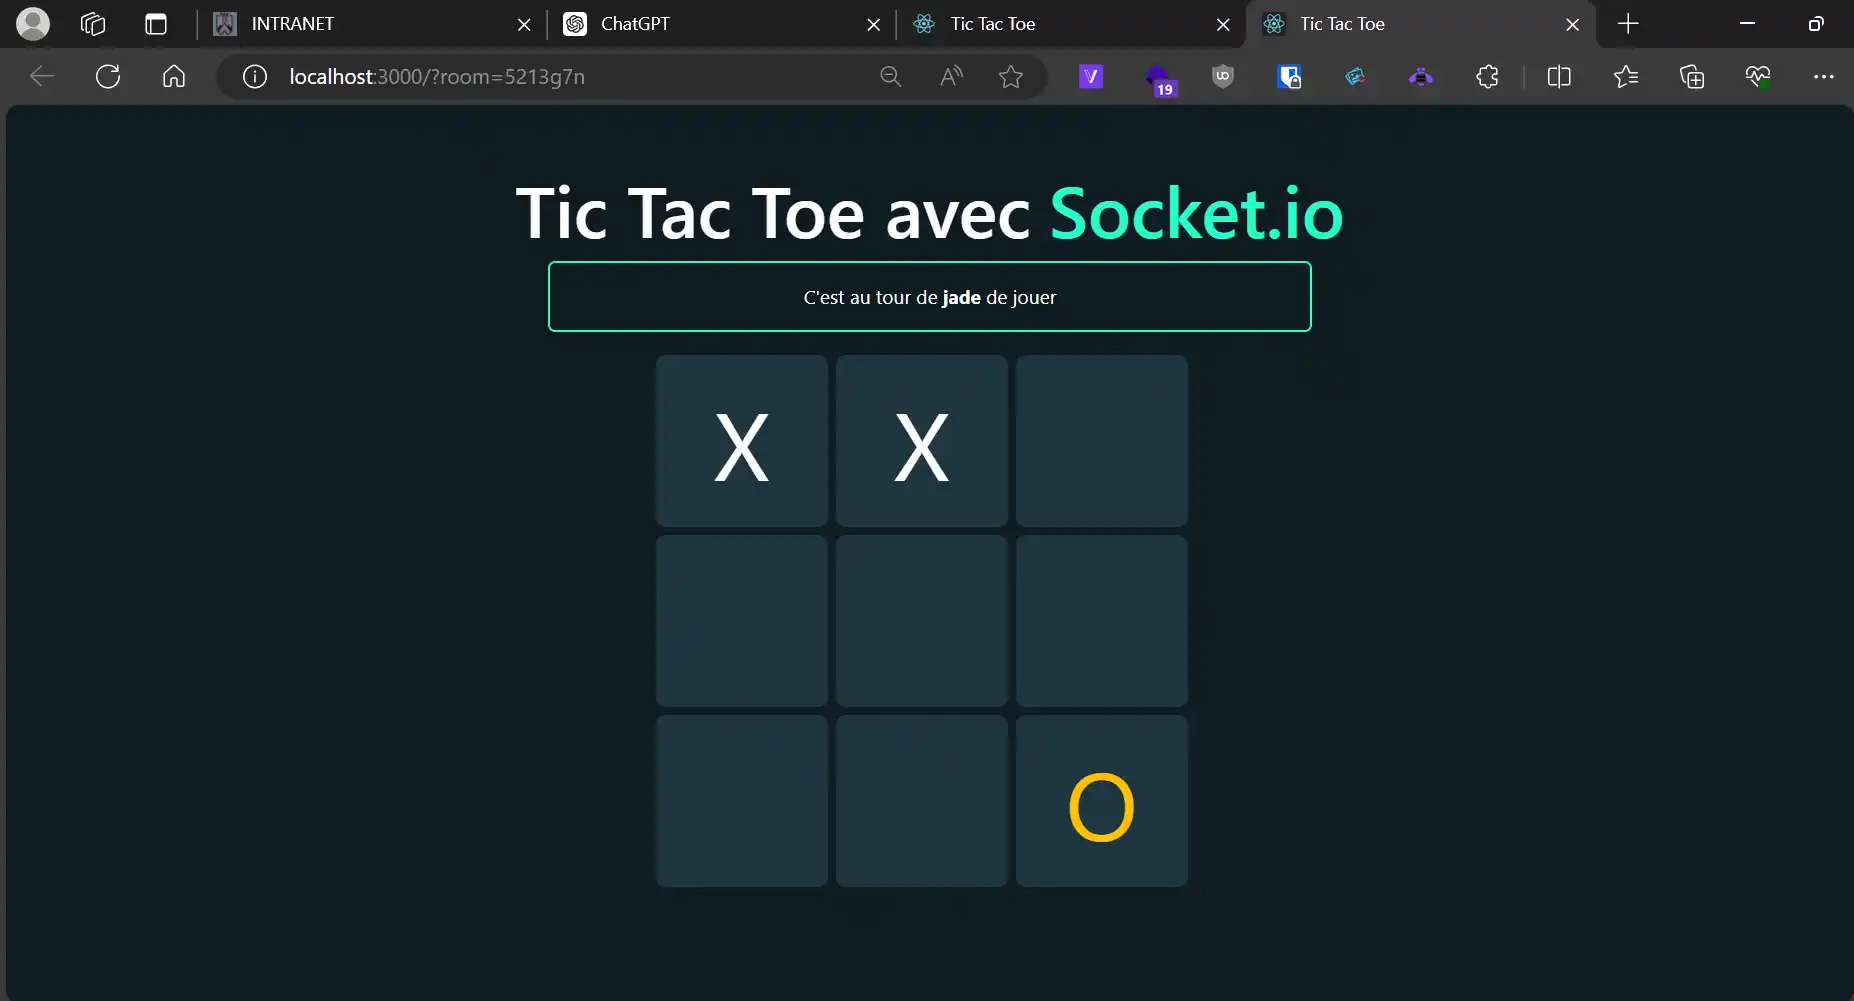 INTRANET
ChatGPT
Tic Tac Toe
Tic Tac Toe
localhost:3000/?room=5213g7n
19
Tic Tac Toe avec Socket.io
C'est au tour de jade de jouer
X X
O